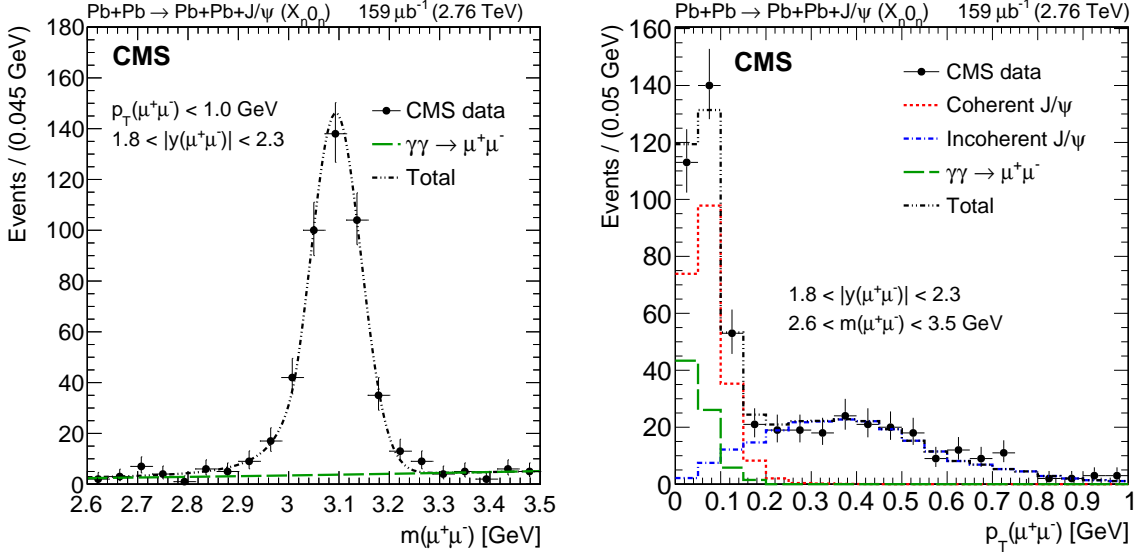 Pb+Pb → Pb+Pb+J/ψ (Xₙ0ₙ) 159 μb⁻¹ (2.76 TeV)
CMS
p_T(μ⁺μ⁻) < 1.0 GeV
1.8 < |y(μ⁺μ⁻)| < 2.3
CMS data
γγ → μ⁺μ⁻
Total
Events / (0.045 GeV)
180
160
140
120
100
80
60
40
20
0
2.6 2.7 2.8 2.9 3 3.1 3.2 3.3 3.4 3.5
m(μ⁺μ⁻) [GeV]
Pb+Pb → Pb+Pb+J/ψ (Xₙ0ₙ) 159 μb⁻¹ (2.76 TeV)
CMS
CMS data
Coherent J/ψ
Incoherent J/ψ
γγ → μ⁺μ⁻
Total
1.8 < |y(μ⁺μ⁻)| < 2.3
2.6 < m(μ⁺μ⁻) < 3.5 GeV
Events / (0.05 GeV)
160
140
120
100
80
60
40
20
0
0 0.1 0.2 0.3 0.4 0.5 0.6 0.7 0.8 0.9 1
p_T(μ⁺μ⁻) [GeV]